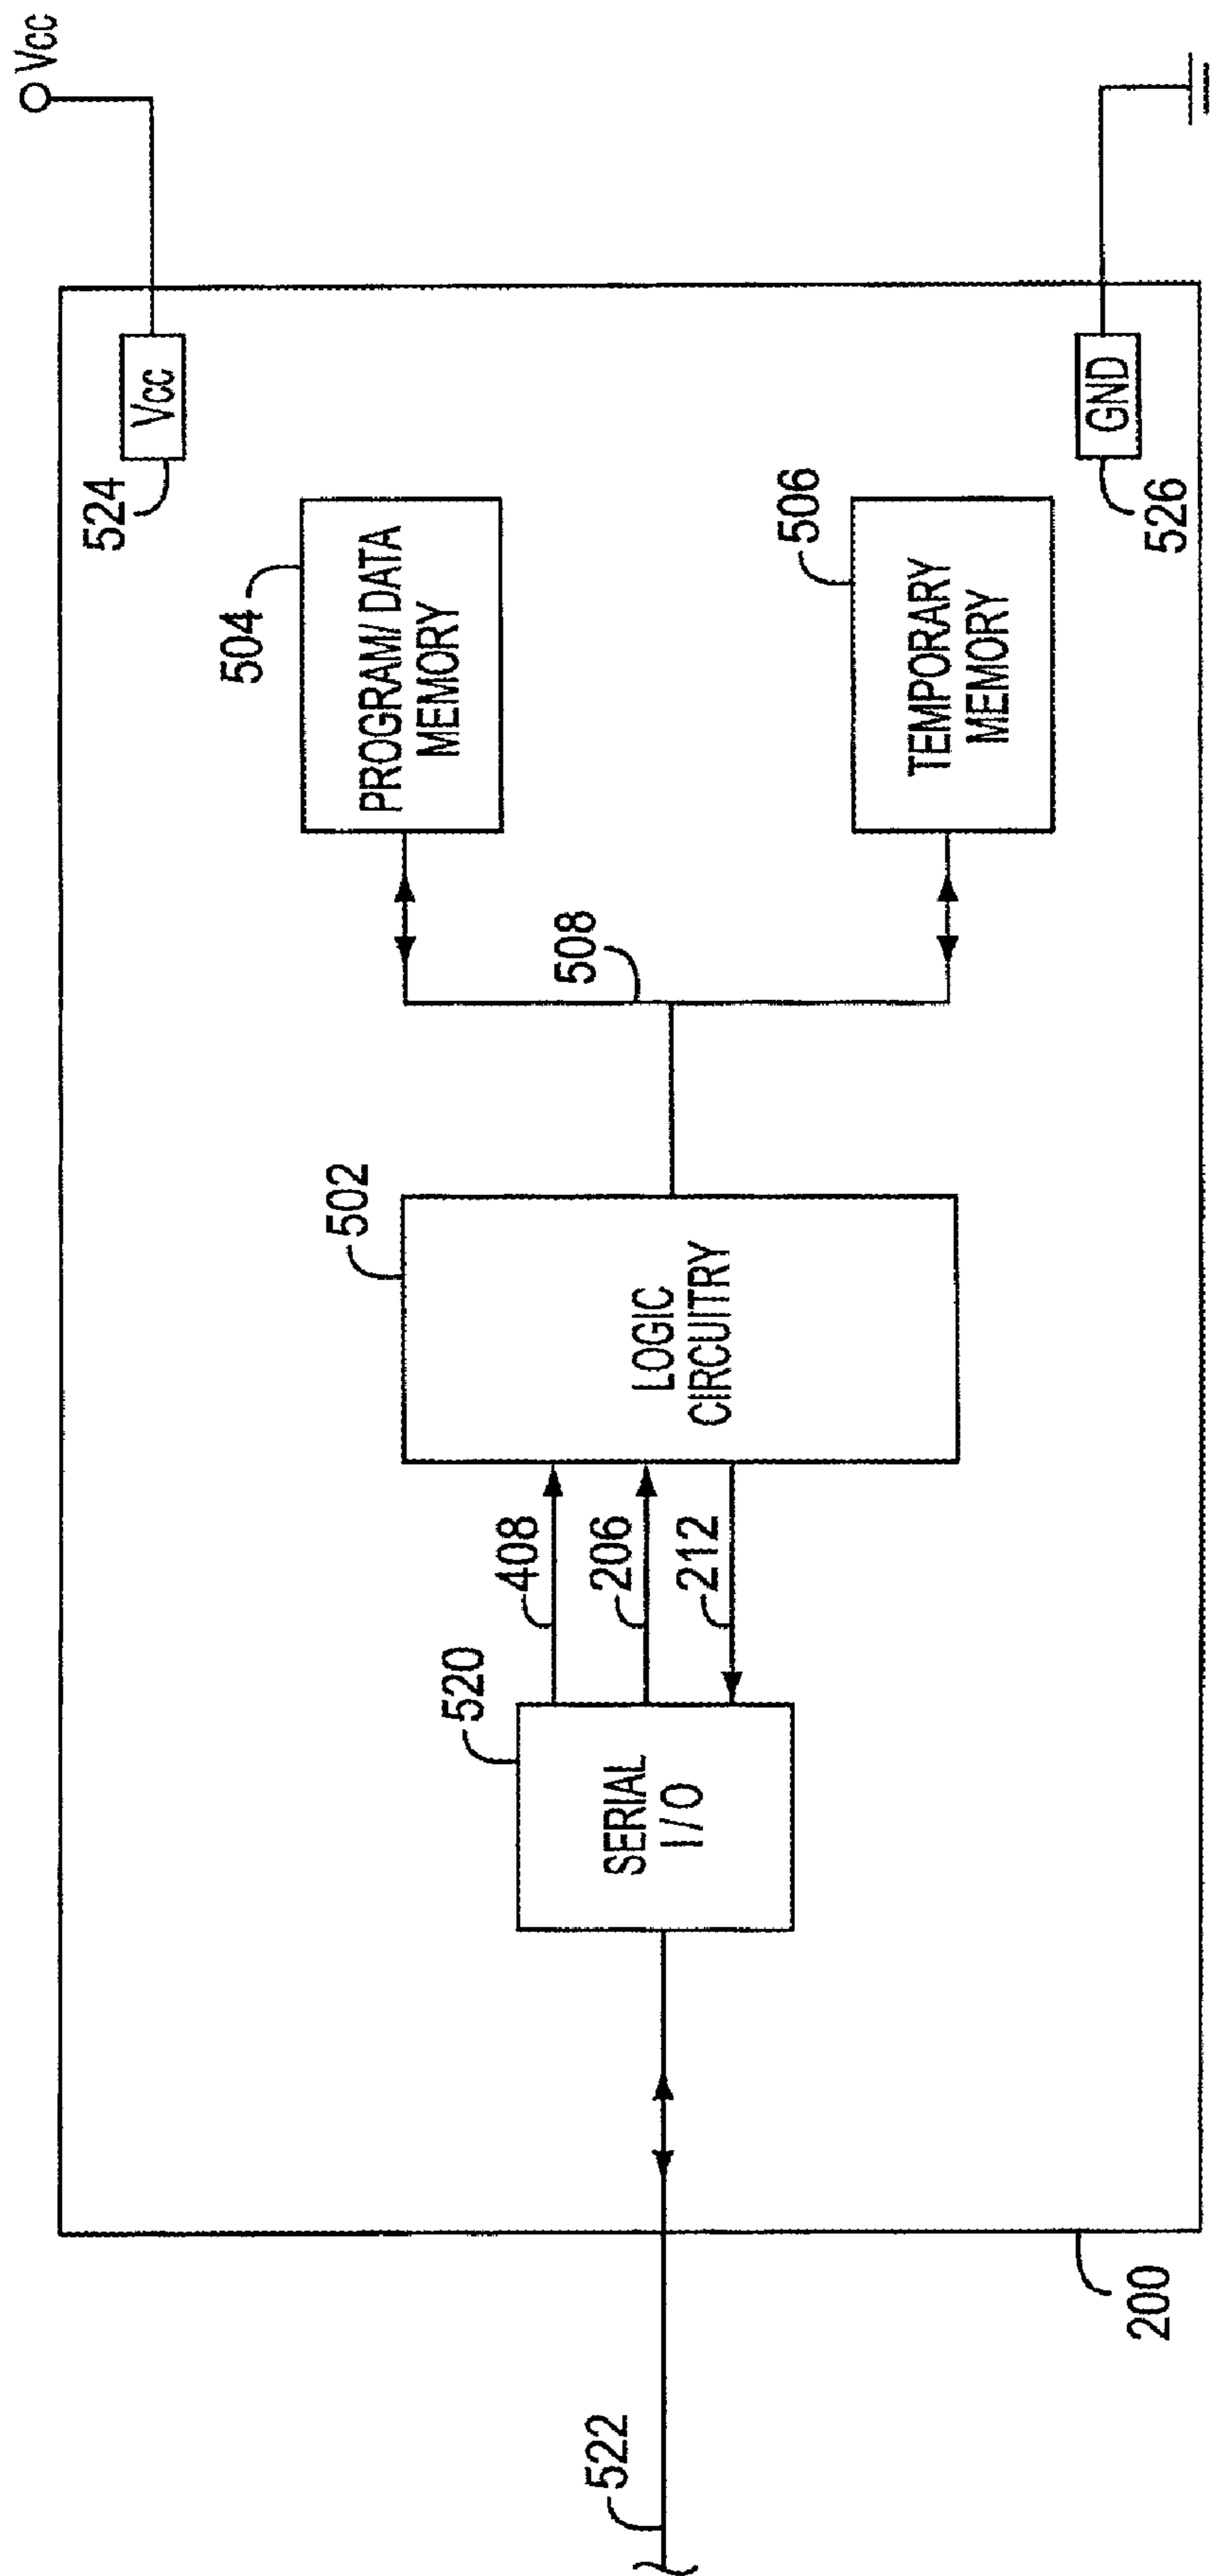 522
200
520
SERIAL
I/O
408
206
212
502
LOGIC
CIRCUITRY
508
504
PROGRAM/DATA
MEMORY
506
TEMPORARY
MEMORY
524
Vcc
526
GND
Vcc